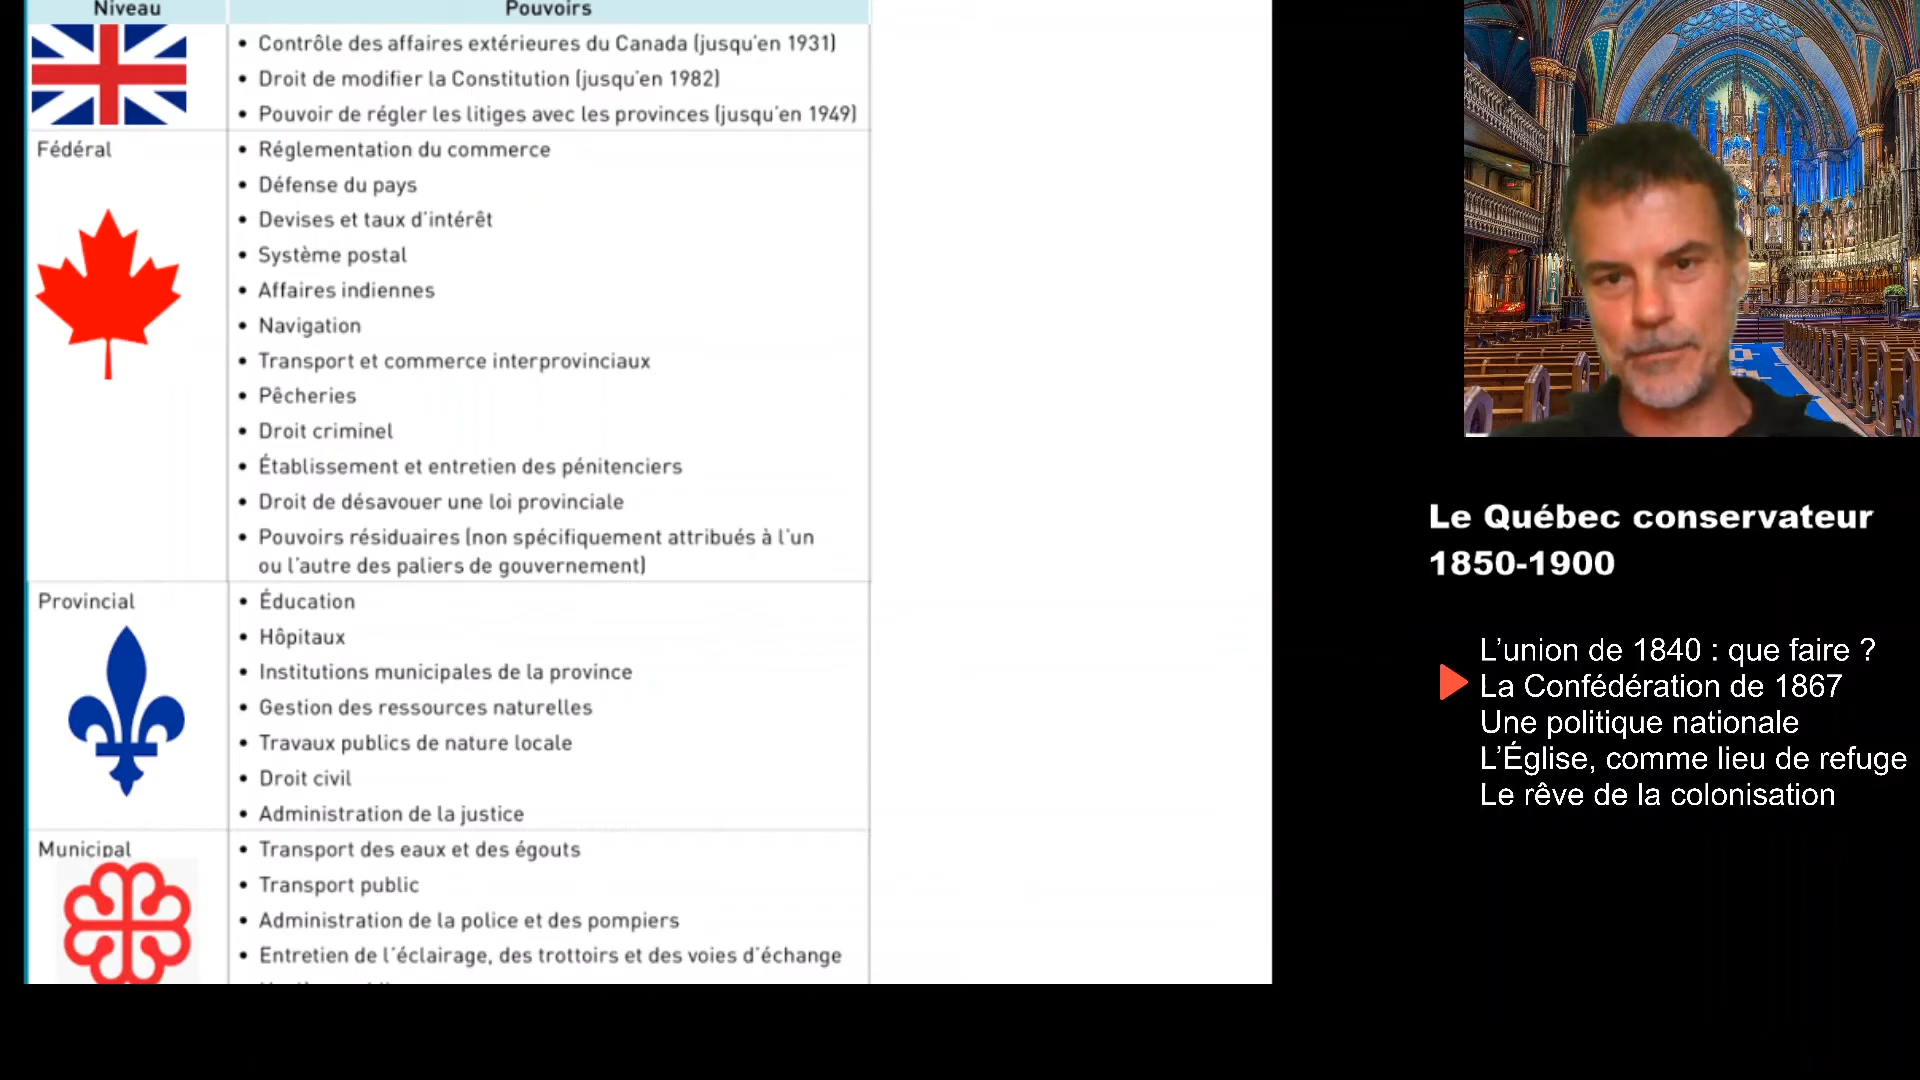 Niveau
Pouvoirs
• Contrôle des affaires extérieures du Canada (jusqu'en 1931)
• Droit de modifier la Constitution (jusqu'en 1982)
• Pouvoir de régler les litiges avec les provinces (jusqu'en 1949)
Fédéral
• Réglementation du commerce
• Défense du pays
• Devises et taux d'intérêt
• Système postal
• Affaires indiennes
• Navigation
• Transport et commerce interprovinciaux
• Pêcheries
• Droit criminel
• Établissement et entretien des pénitenciers
• Droit de désavouer une loi provinciale
• Pouvoirs résiduaires (non spécifiquement attribués à l'un
ou l'autre des paliers de gouvernement)
Provincial
• Éducation
• Hôpitaux
• Institutions municipales de la province
• Gestion des ressources naturelles
• Travaux publics de nature locale
• Droit civil
• Administration de la justice
Municipal
• Transport des eaux et des égouts
• Transport public
• Administration de la police et des pompiers
• Entretien de l'éclairage, des trottoirs et des voies d'échange
Le Québec conservateur
1850-1900
L'union de 1840 : que faire ?
La Confédération de 1867
Une politique nationale
L'Église, comme lieu de refuge
Le rêve de la colonisation